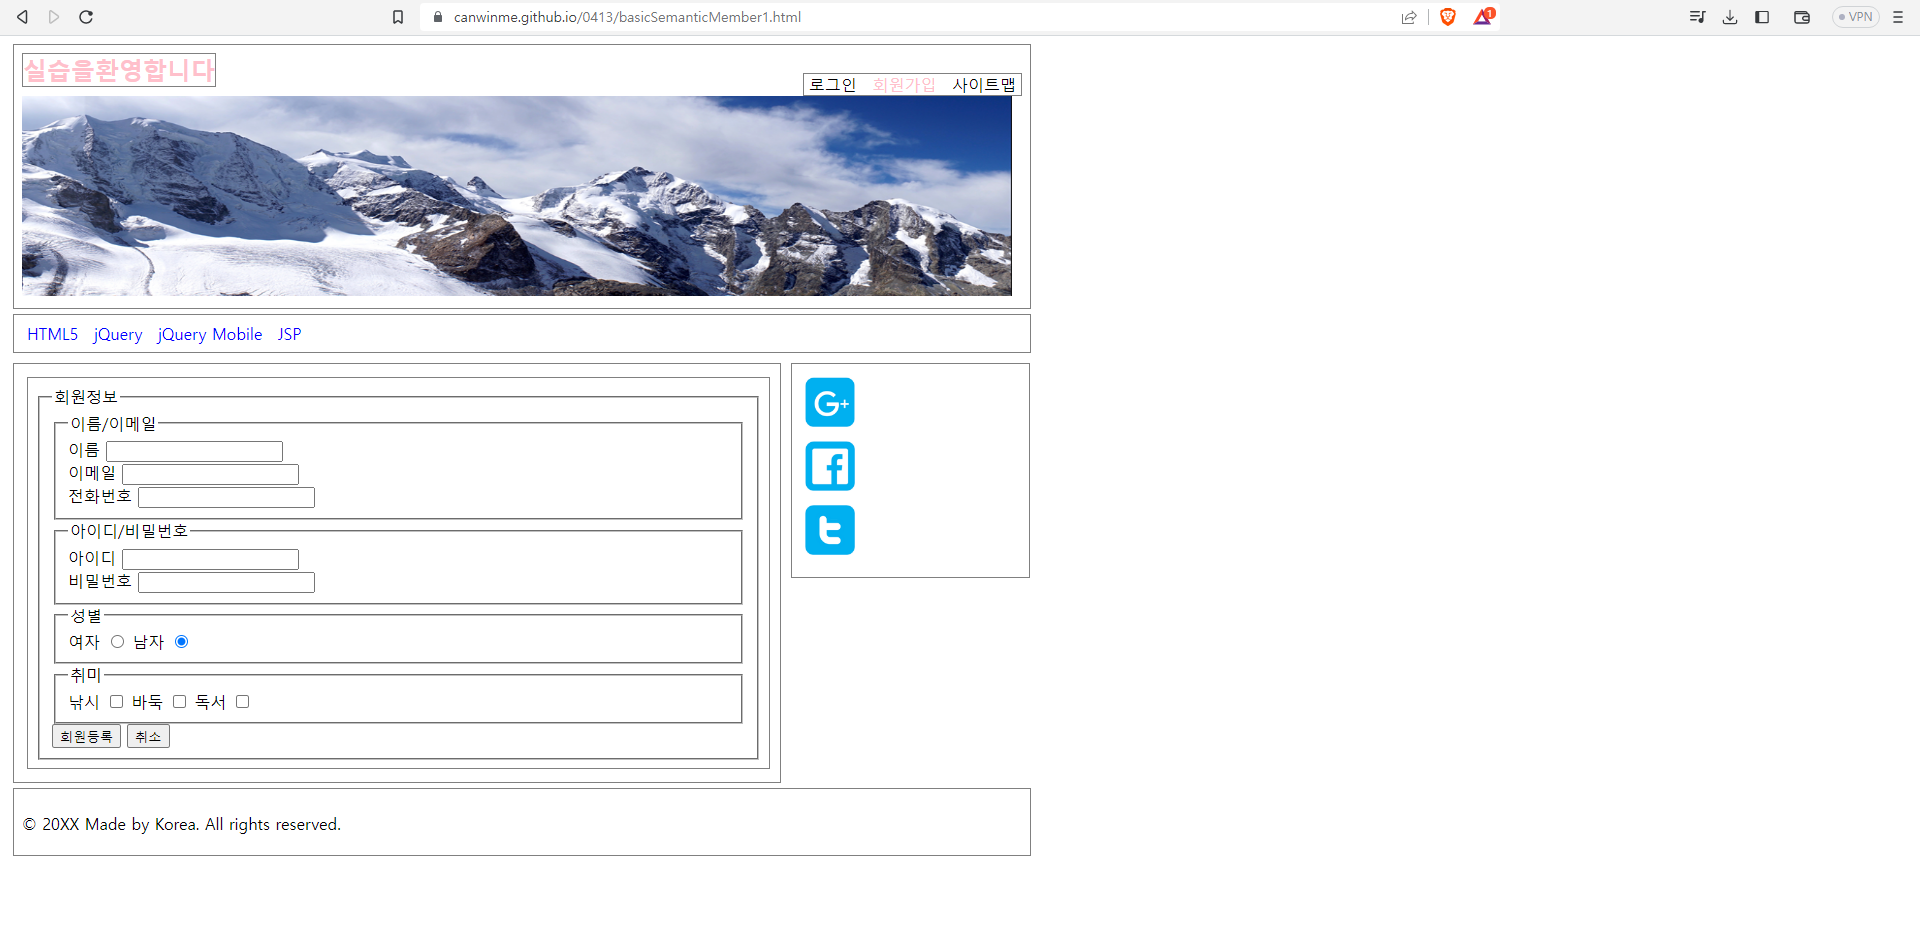 canwinme.github.io/0413/basicSemanticMember1.html
1
VPN
실습을환영합니다
로그인 회원가입 사이트맵
HTML5 jQuery jQuery Mobile JSP
회원정보
이름/이메일
이름
이메일
전화번호
아이디/비밀번호
아이디
비밀번호
성별
여자 남자
취미
낚시 바둑 독서
회원등록 취소
G+
f
t
© 20XX Made by Korea. All rights reserved.